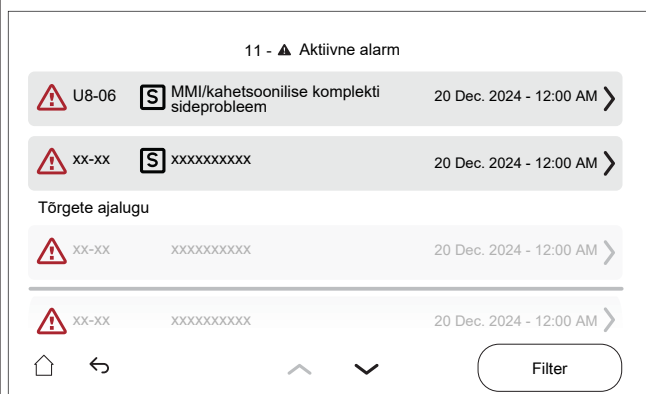 11 - Aktiivne alarm
U8-06 S MMI/kahetsoonilise komplekti sideprobleem 20 Dec. 2024 - 12:00 AM
xx-xx S xxxxxxxxxx 20 Dec. 2024 - 12:00 AM
Tõrgete ajalugu
xx-xx xxxxxxxxxx 20 Dec. 2024 - 12:00 AM
xx-xx xxxxxxxxxx 20 Dec. 2024 - 12:00 AM
Filter